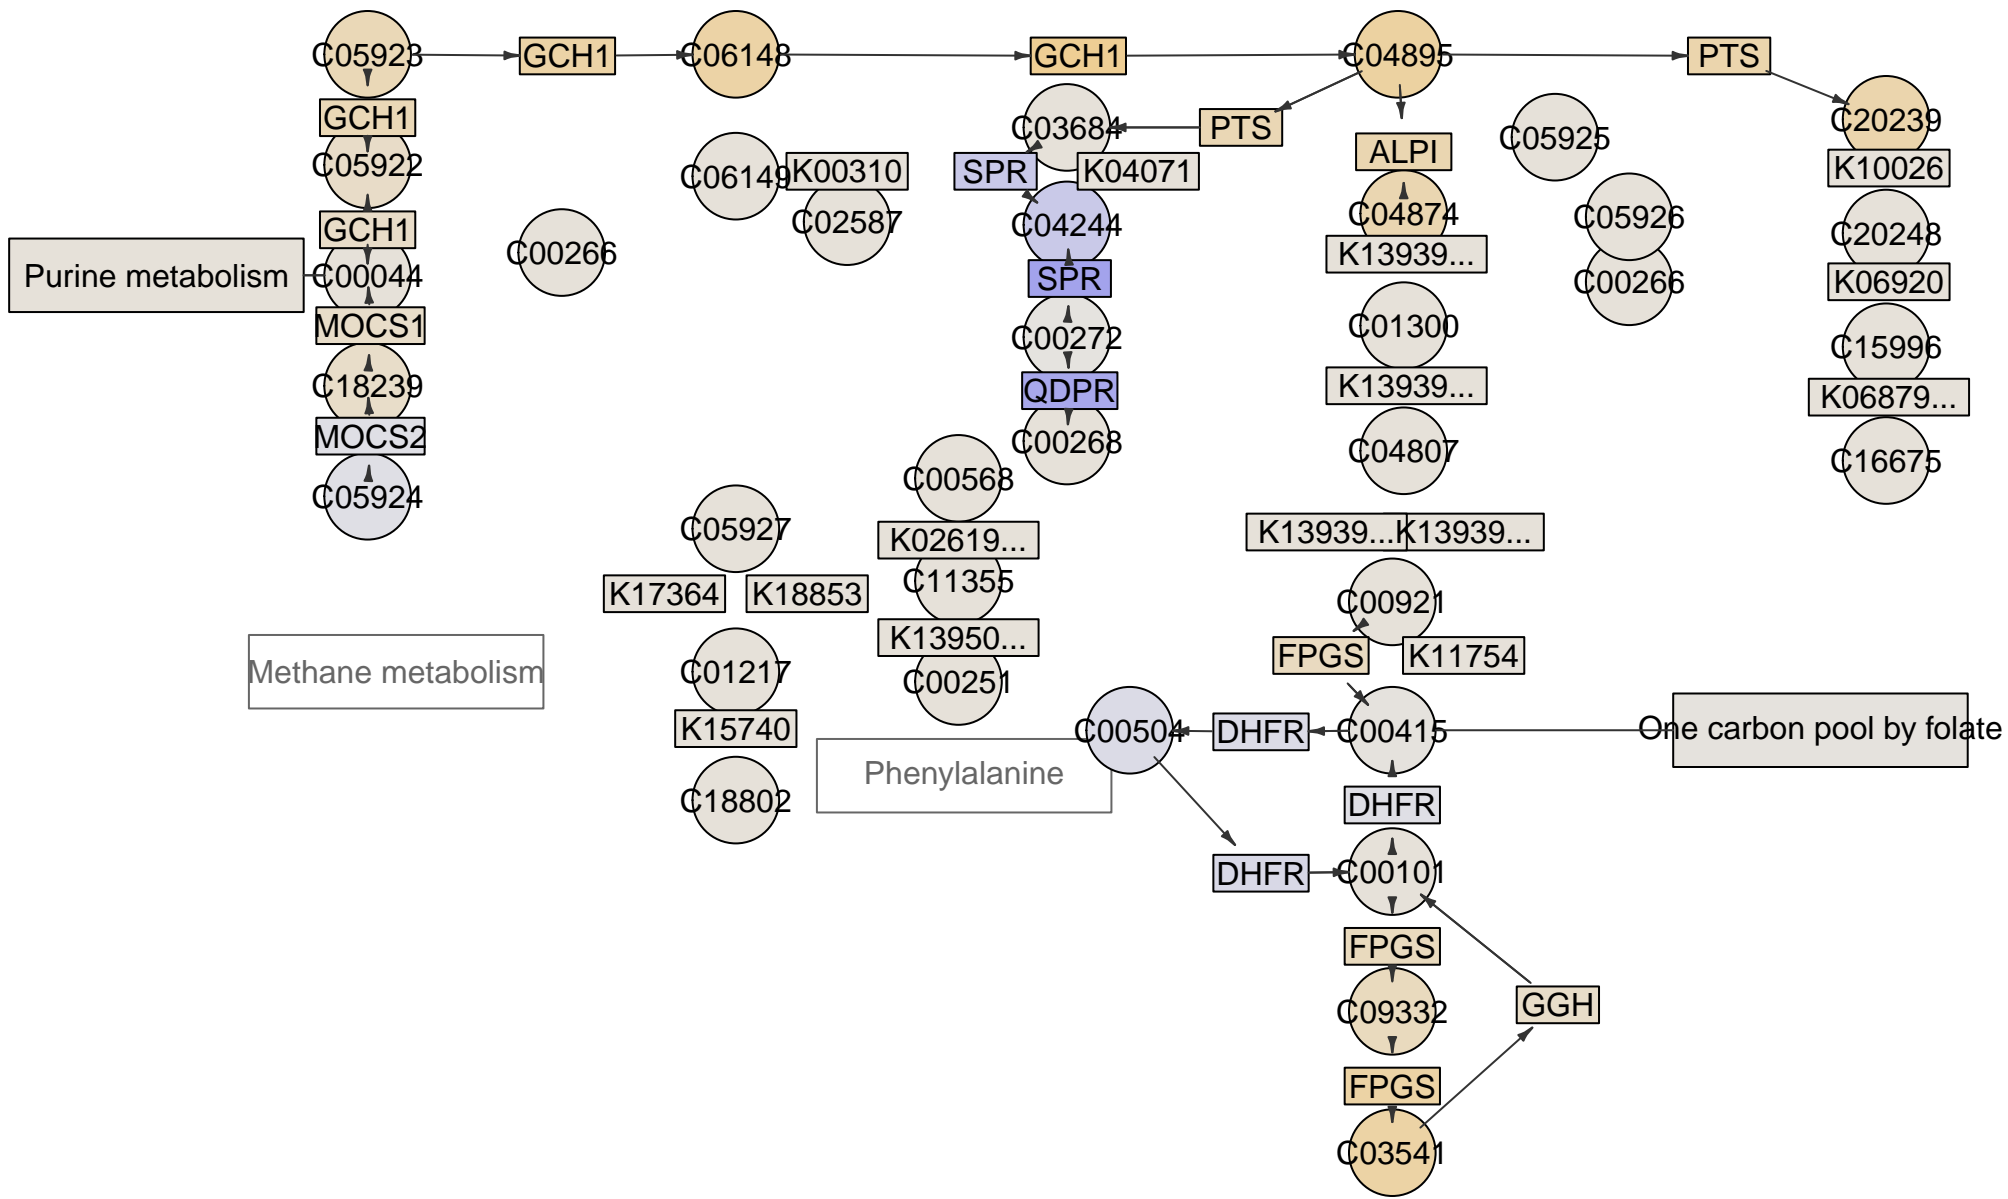 C05923
GCH1
C06148
GCH1
C04895
PTS
GCH1
C03684
PTS
C20239
C05922
C06149
K00310
SPR
K04071
ALPI
C05925
K10026
GCH1
C00266
C02587
C04244
C04874
C05926
C20248
Purine metabolism
C00044
SPR
K13939...
C00266
K06920
MOCS1
C00272
C01300
C15996
C18239
QDPR
K13939...
K06879...
MOCS2
C00268
C04807
C16675
C05924
C00568
C05927
K02619...
K13939...
K13939...
K17364
K18853
C11355
C00921
K13950...
FPGS
K11754
Methane metabolism
C01217
C00251
K15740
C00504
DHFR
C00415
One carbon pool by folate
Phenylalanine
C18802
DHFR
DHFR
C00101
FPGS
C09332
GGH
FPGS
C03541